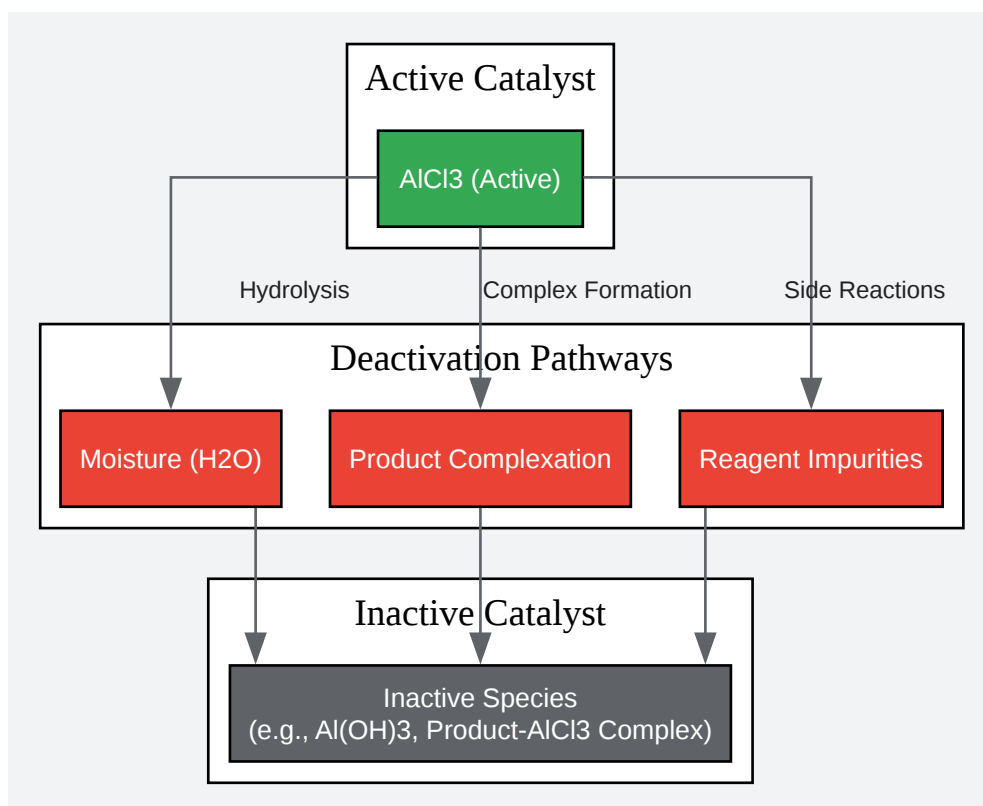 Active Catalyst
AlCl3 (Active)
Hydrolysis
Complex Formation
Side Reactions
Deactivation Pathways
Moisture (H2O)
Product Complexation
Reagent Impurities
Inactive Catalyst
Inactive Species
(e.g., Al(OH)3, Product-AlCl3 Complex)